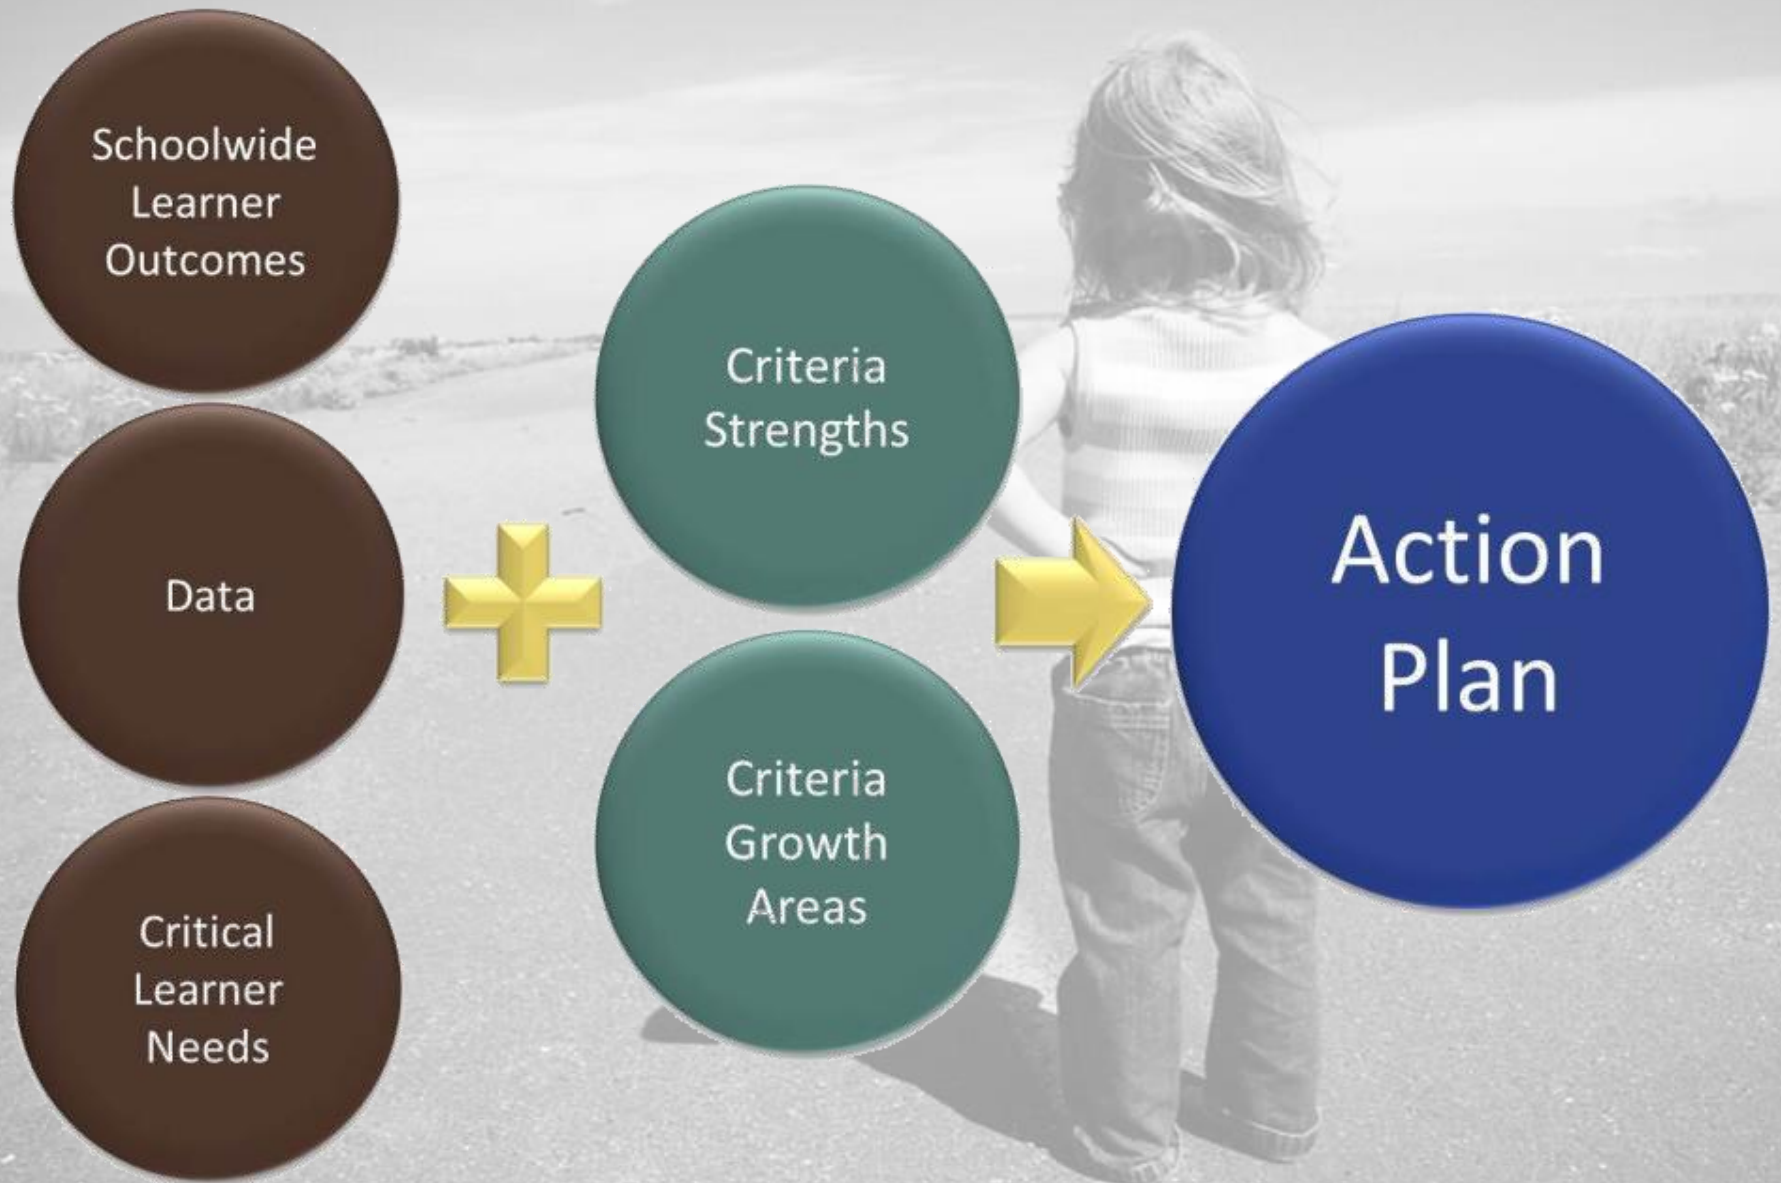 Schoolwide
Learner
Outcomes
Data
Critical
Learner
Needs
Criteria
Strengths
Criteria
Growth
Areas
Action
Plan